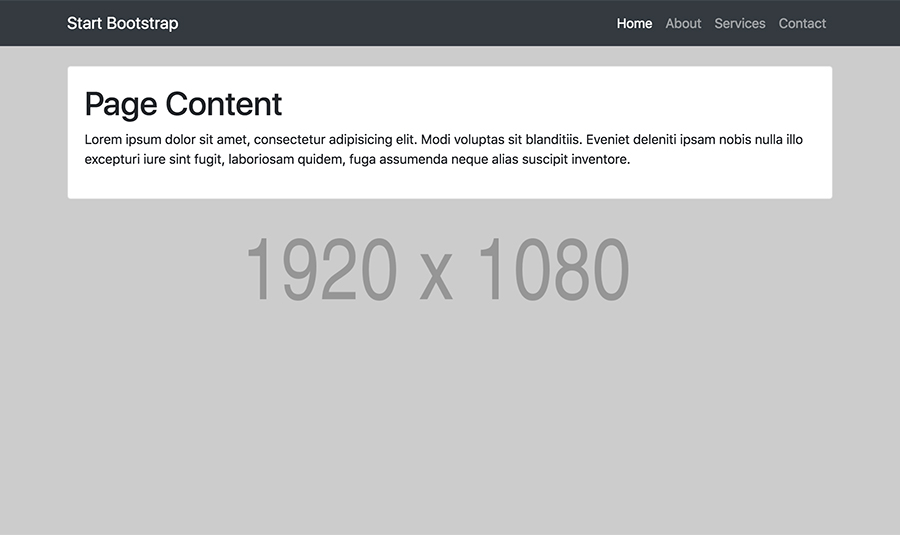 Start Bootstrap
Home About Services Contact
Page Content
Lorem ipsum dolor sit amet, consectetur adipisicing elit. Modi voluptas sit blanditiis. Eveniet deleniti ipsam nobis nulla illo
excepturi iure sint fugit, laboriosam quidem, fuga assumenda neque alias suscipit inventore.
1920 x 1080